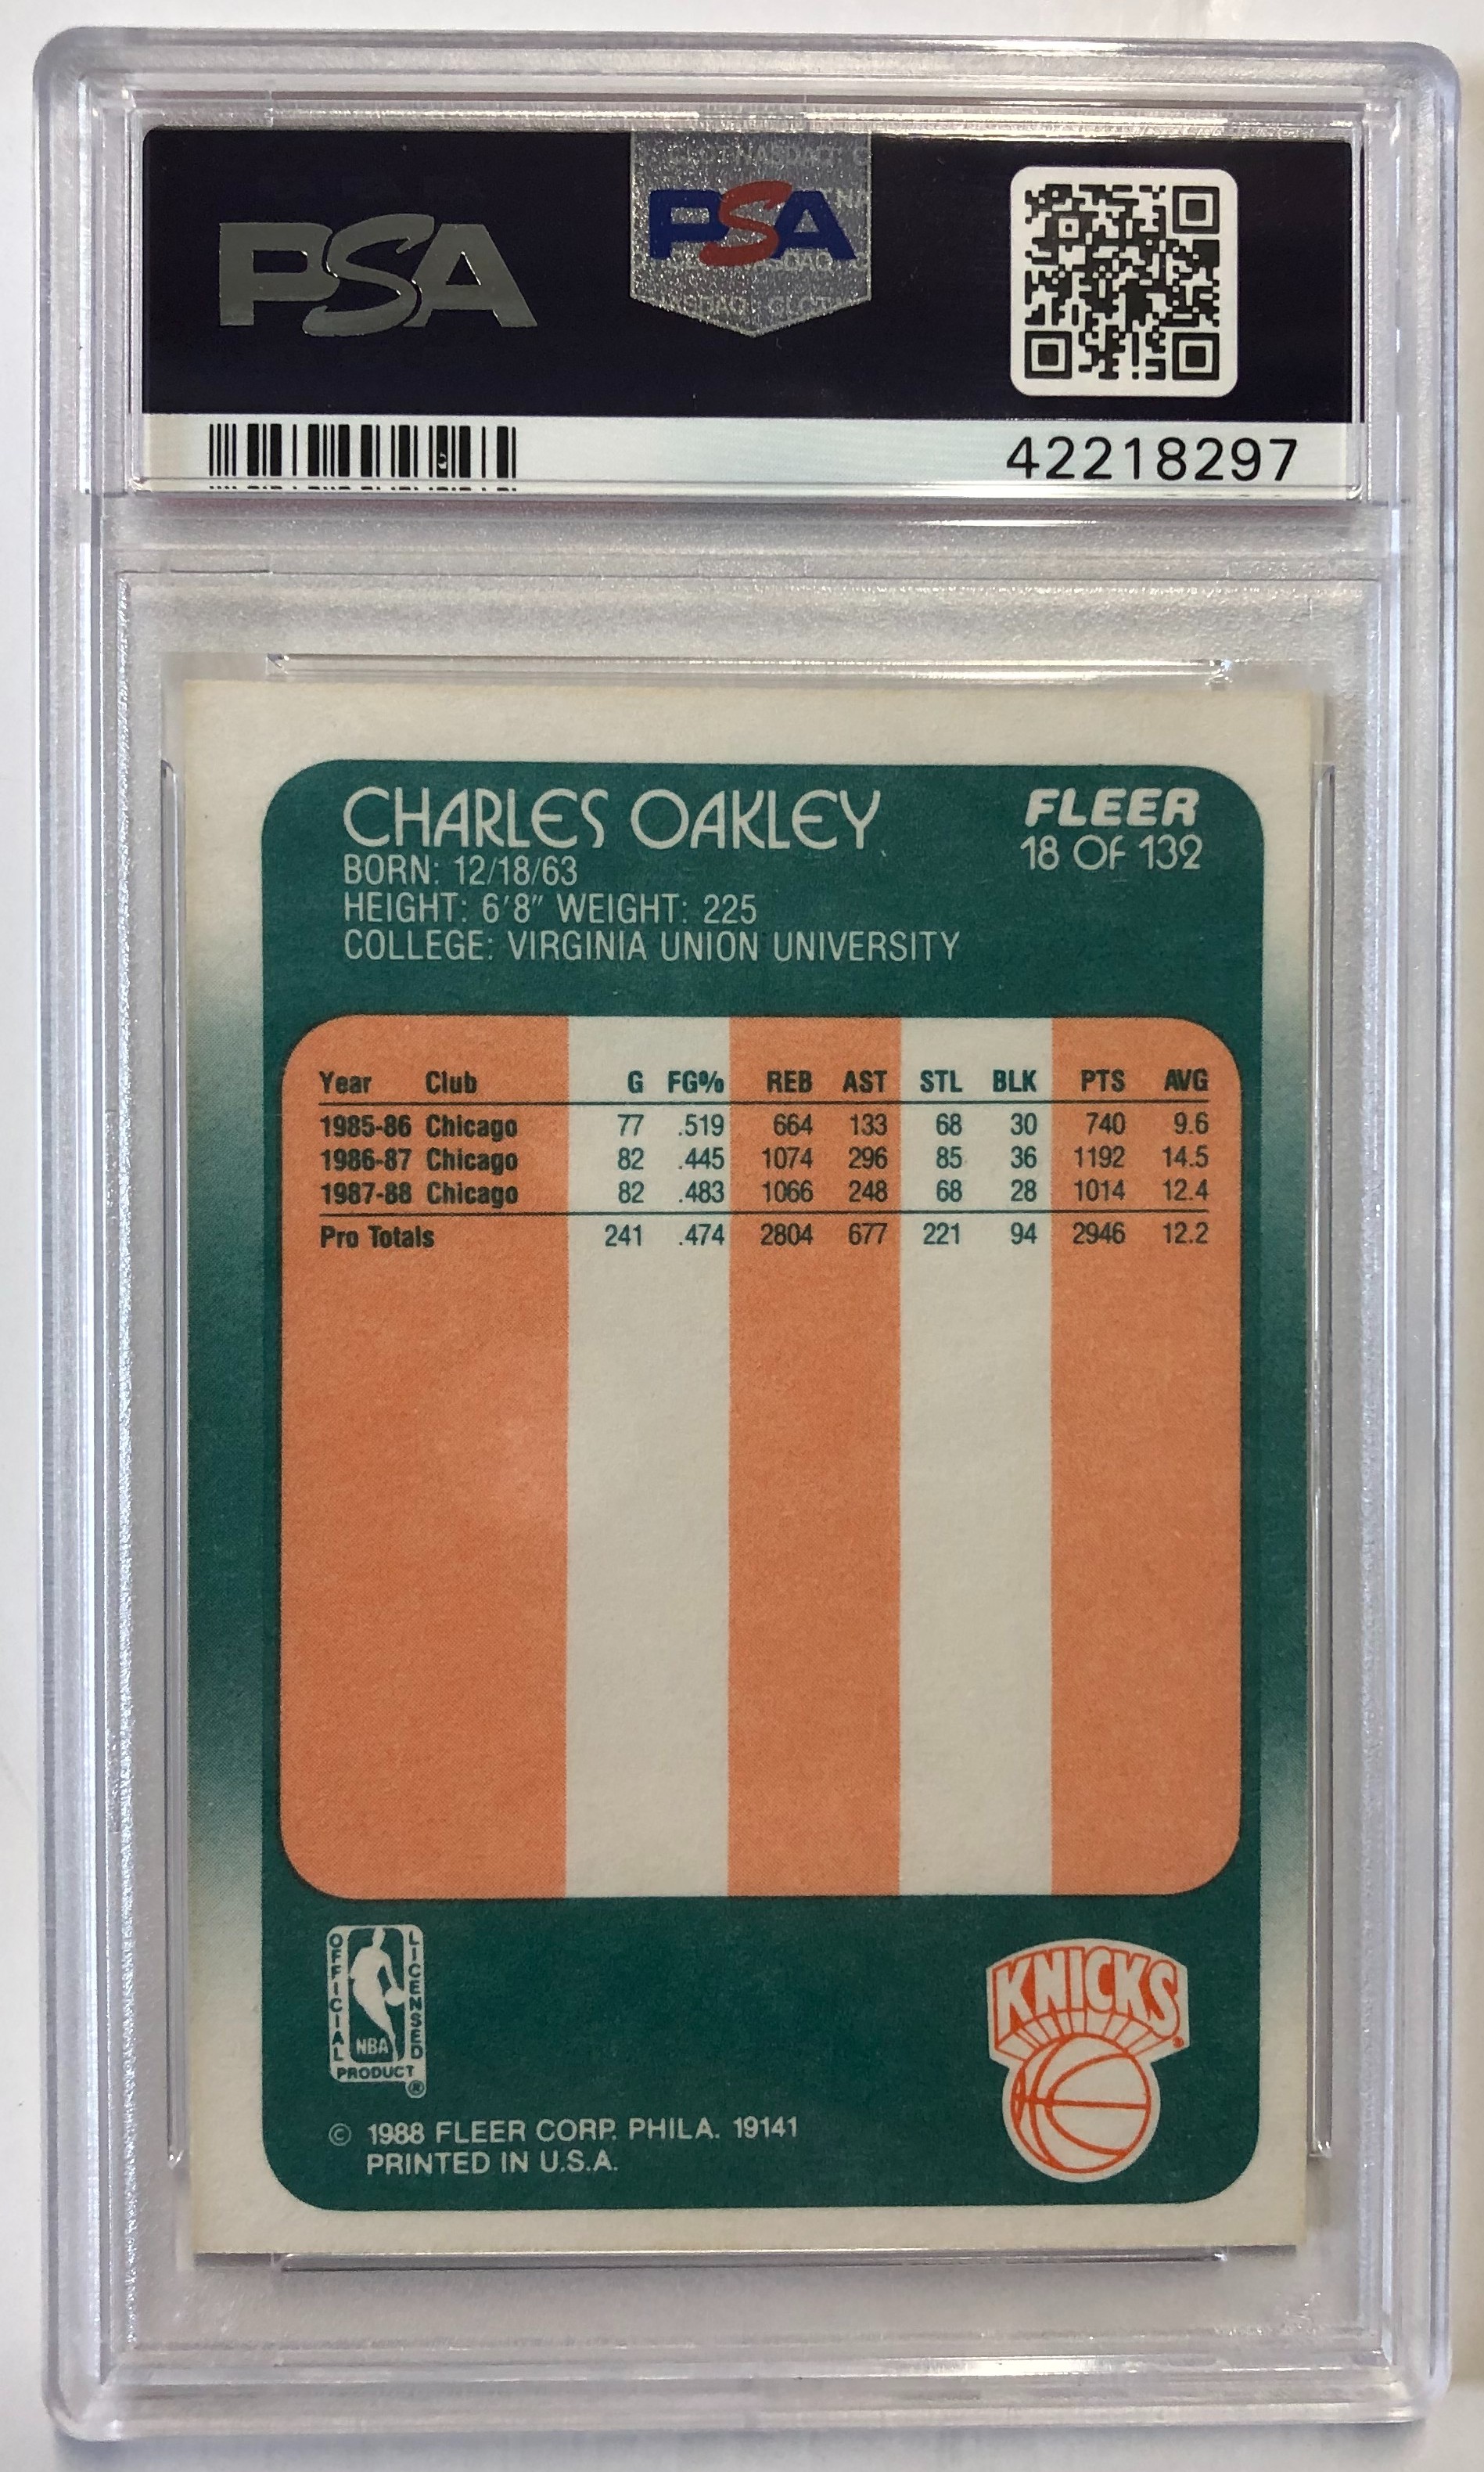 PSA
PSA
42218297
CHARLES OAKLEY
FLEER
18 OF 132
BORN: 12/18/63
HEIGHT: 6'8" WEIGHT: 225
COLLEGE: VIRGINIA UNION UNIVERSITY
Year Club G FG% REB AST STL BLK PTS AVG
1985-86 Chicago 77 .519 664 133 68 30 740 9.6
1986-87 Chicago 82 .445 1074 296 85 36 1192 14.5
1987-88 Chicago 82 .483 1066 248 68 28 1014 12.4
Pro Totals 241 .474 2804 677 221 94 2946 12.2
OFFICIAL
LICENSED
NBA
PRODUCT
®
KNICKS
®
© 1988 FLEER CORP. PHILA. 19141
PRINTED IN U.S.A.